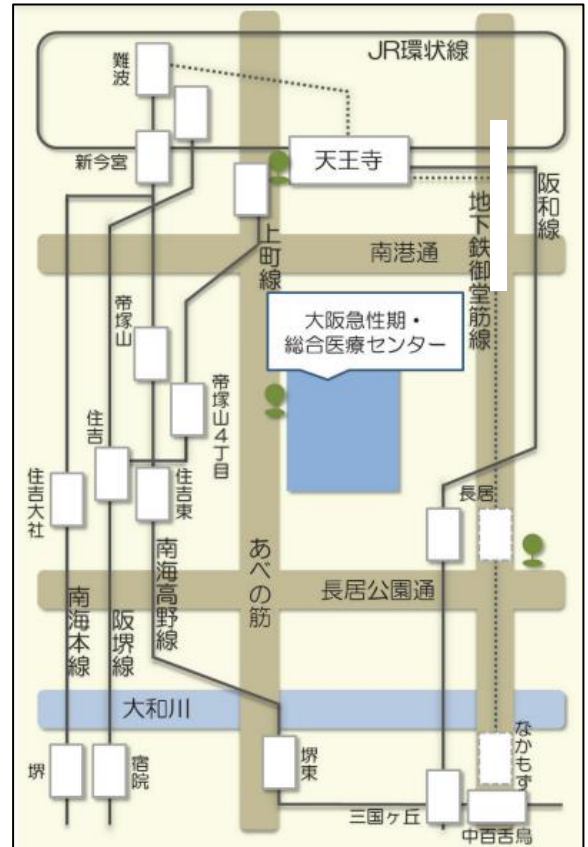 JR環状線
難波
新今宮
天王寺
阪和線
地下鉄御堂筋線
上町線
南港通
大阪急性期・
総合医療センター
帝塚山
帝塚山4丁目
住吉
住吉東
住吉大社
長居
南海本線
阪堺線
南海高野線
あべの筋
長居公園通
大和川
堺
宿院
堺東
三国ヶ丘
なかもず
中百舌鳥